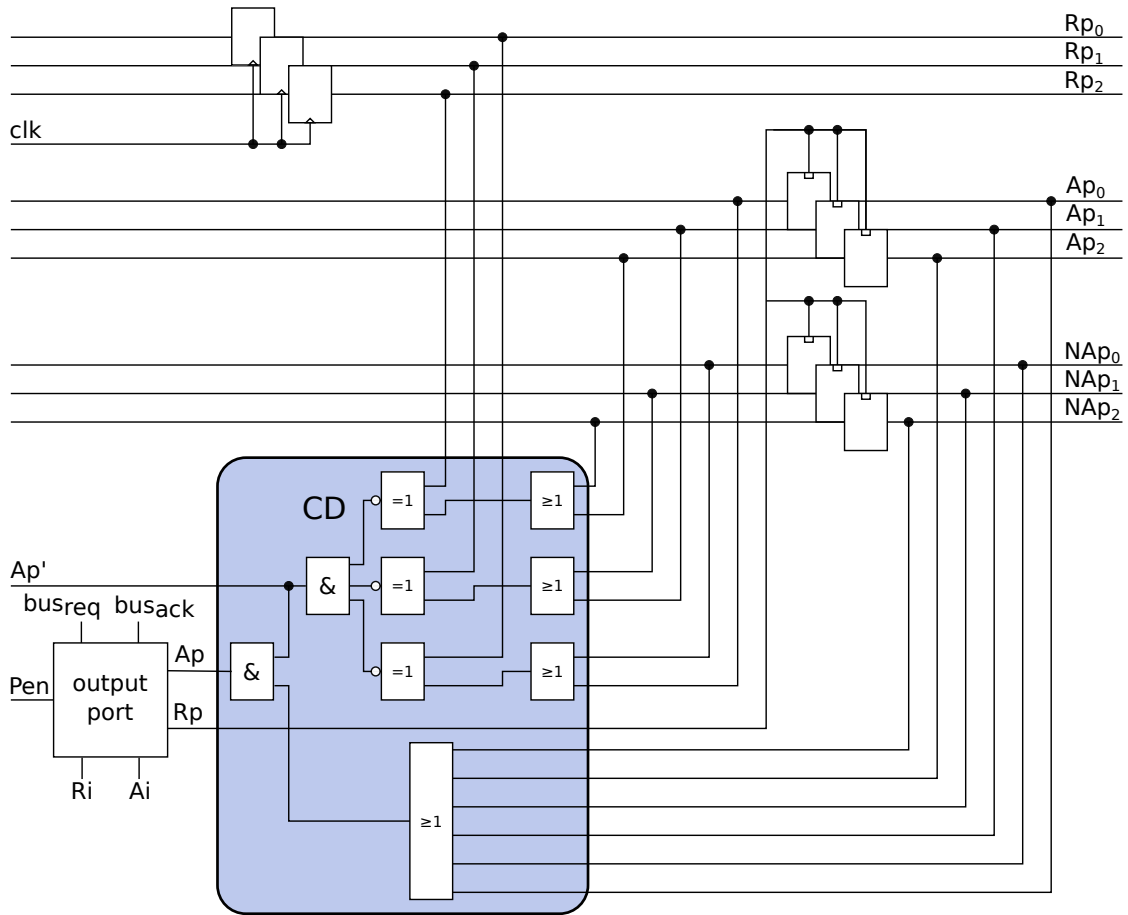 Rp0
Rp1
Rp2
clk
Ap0
Ap1
Ap2
NAp0
NAp1
NAp2
CD
=1
≥1
Ap'
&
=1
≥1
busreq
busack
Ap
&
=1
≥1
Pen
output
port
Rp
Ri
Ai
≥1